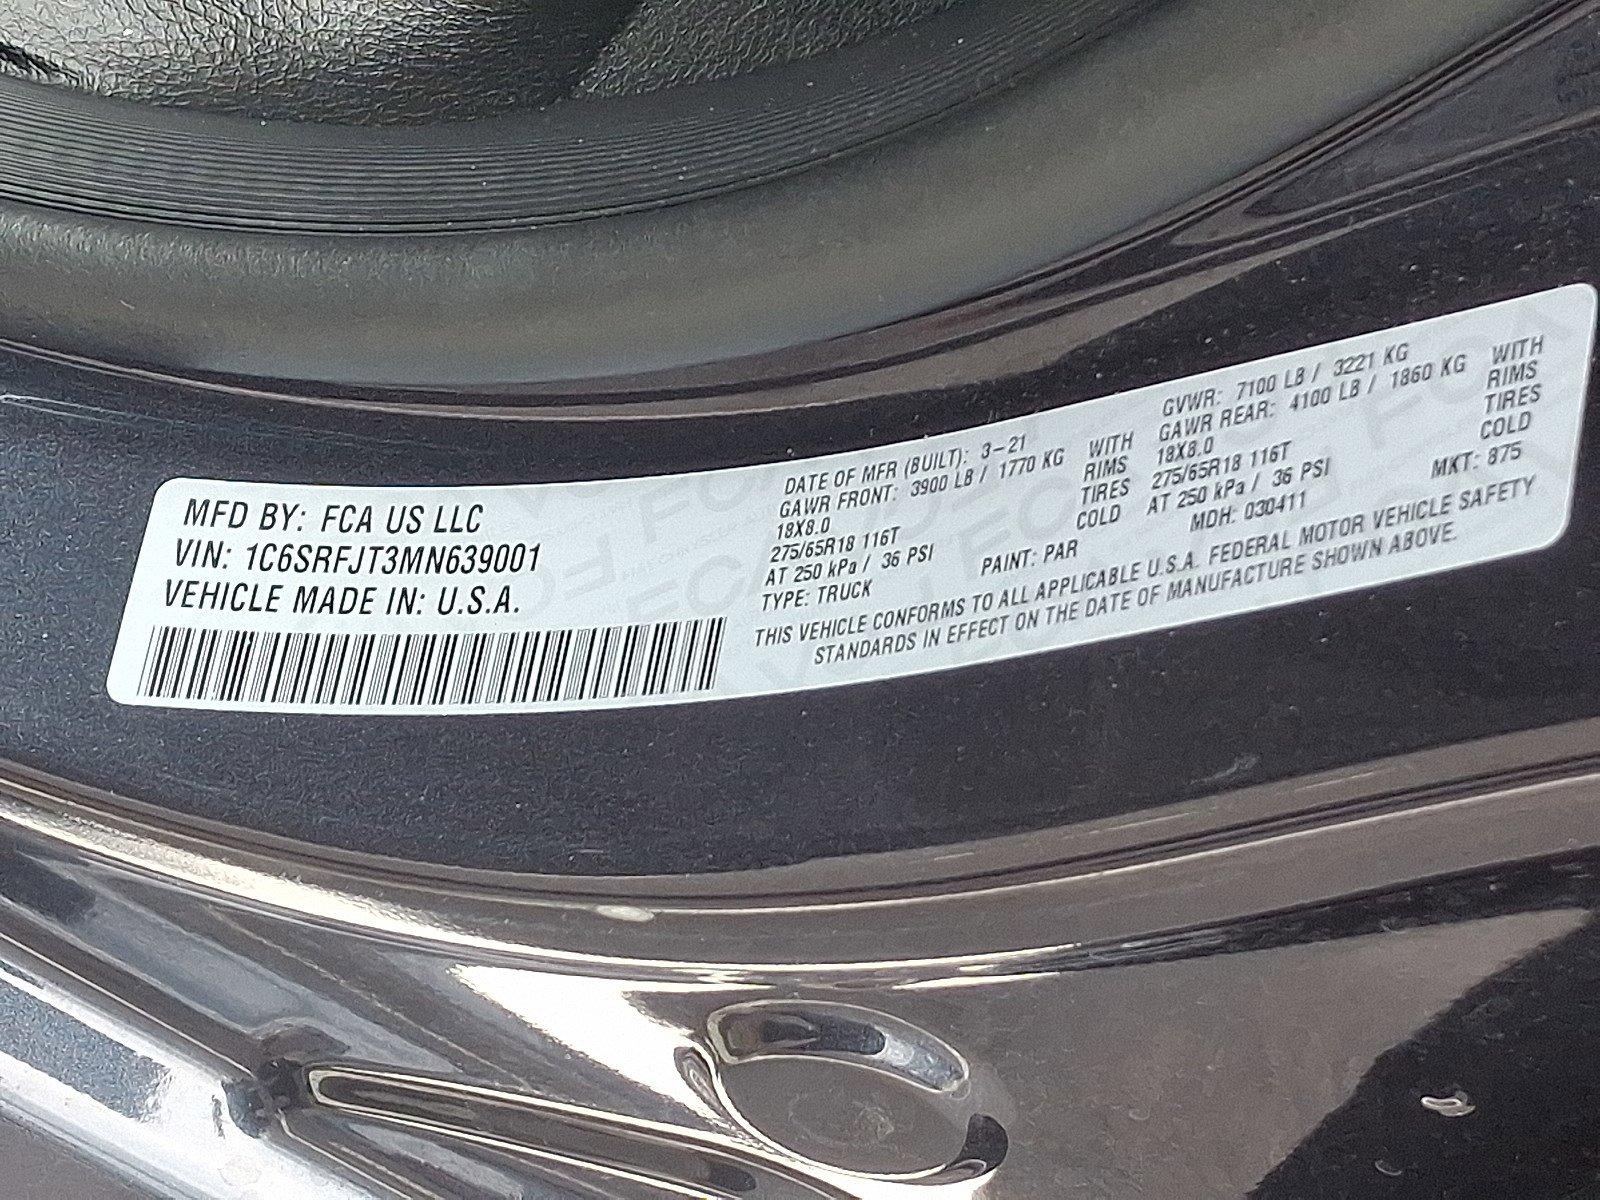 MFD BY: FCA US LLC
VIN: 1C6SRFJT3MN639001
VEHICLE MADE IN: U.S.A.
DATE OF MFR (BUILT): 3-21 GVWR: 7100 LB / 3221 KG
GAWR FRONT: 3900 LB / 1770 KG WITH GAWR REAR: 4100 LB / 1860 KG WITH
18X8.0 RIMS 18X8.0 RIMS
275/65R18 116T TIRES 275/65R18 116T TIRES
AT 250 kPa / 36 PSI COLD AT 250 kPa / 36 PSI COLD
TYPE: TRUCK PAINT: PAR MDH: 030411 MKT: 875
THIS VEHICLE CONFORMS TO ALL APPLICABLE U.S.A. FEDERAL MOTOR VEHICLE SAFETY
STANDARDS IN EFFECT ON THE DATE OF MANUFACTURE SHOWN ABOVE.